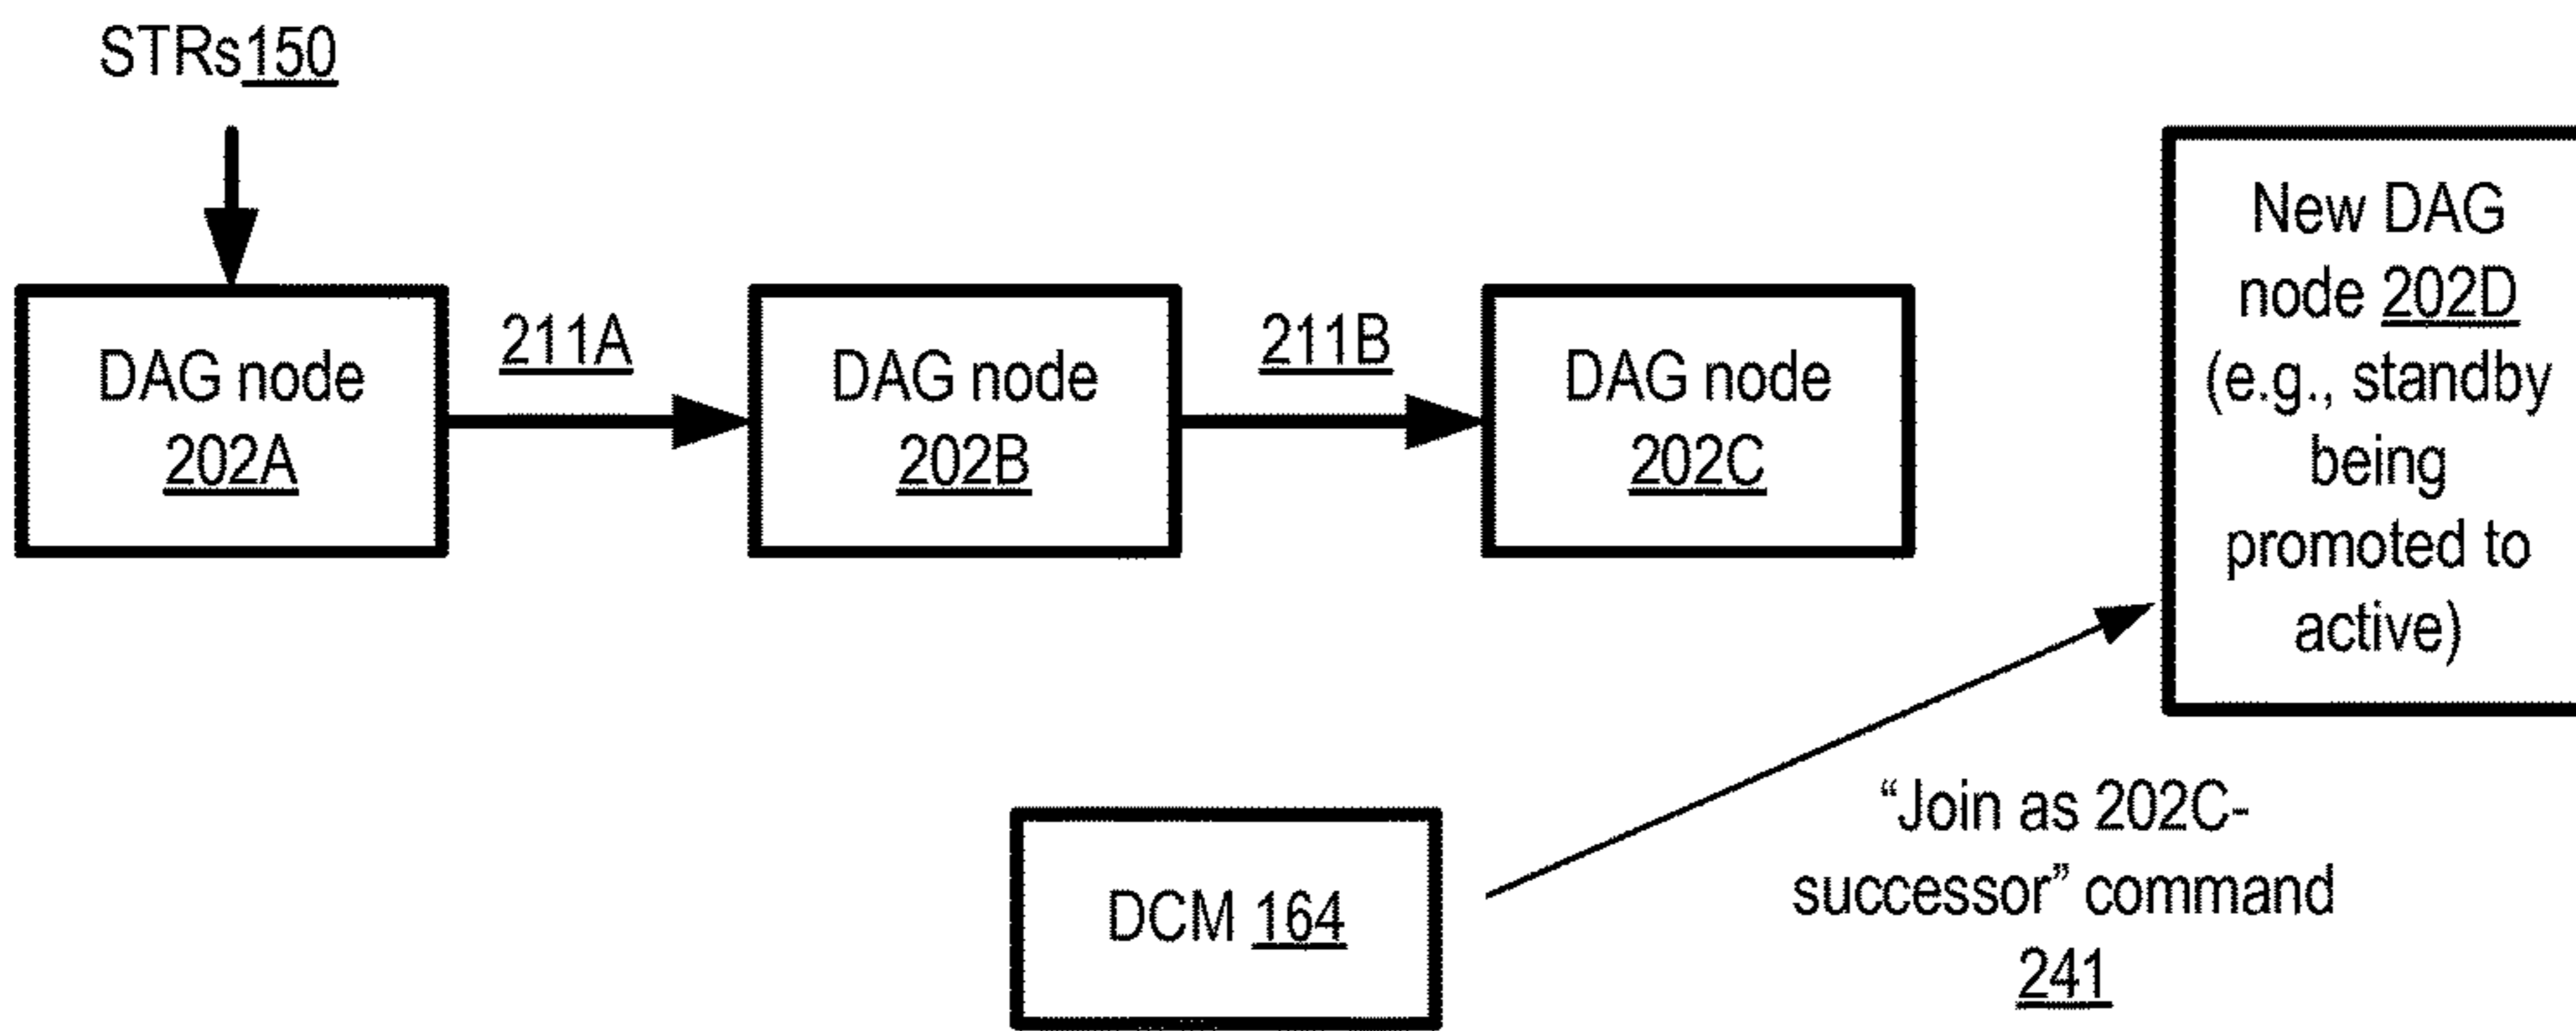 STRs150
DAG node
202A
211A
DAG node
202B
211B
DAG node
202C
New DAG
node 202D
(e.g., standby
being
promoted to
active)
DCM 164
“Join as 202C-
successor” command
241